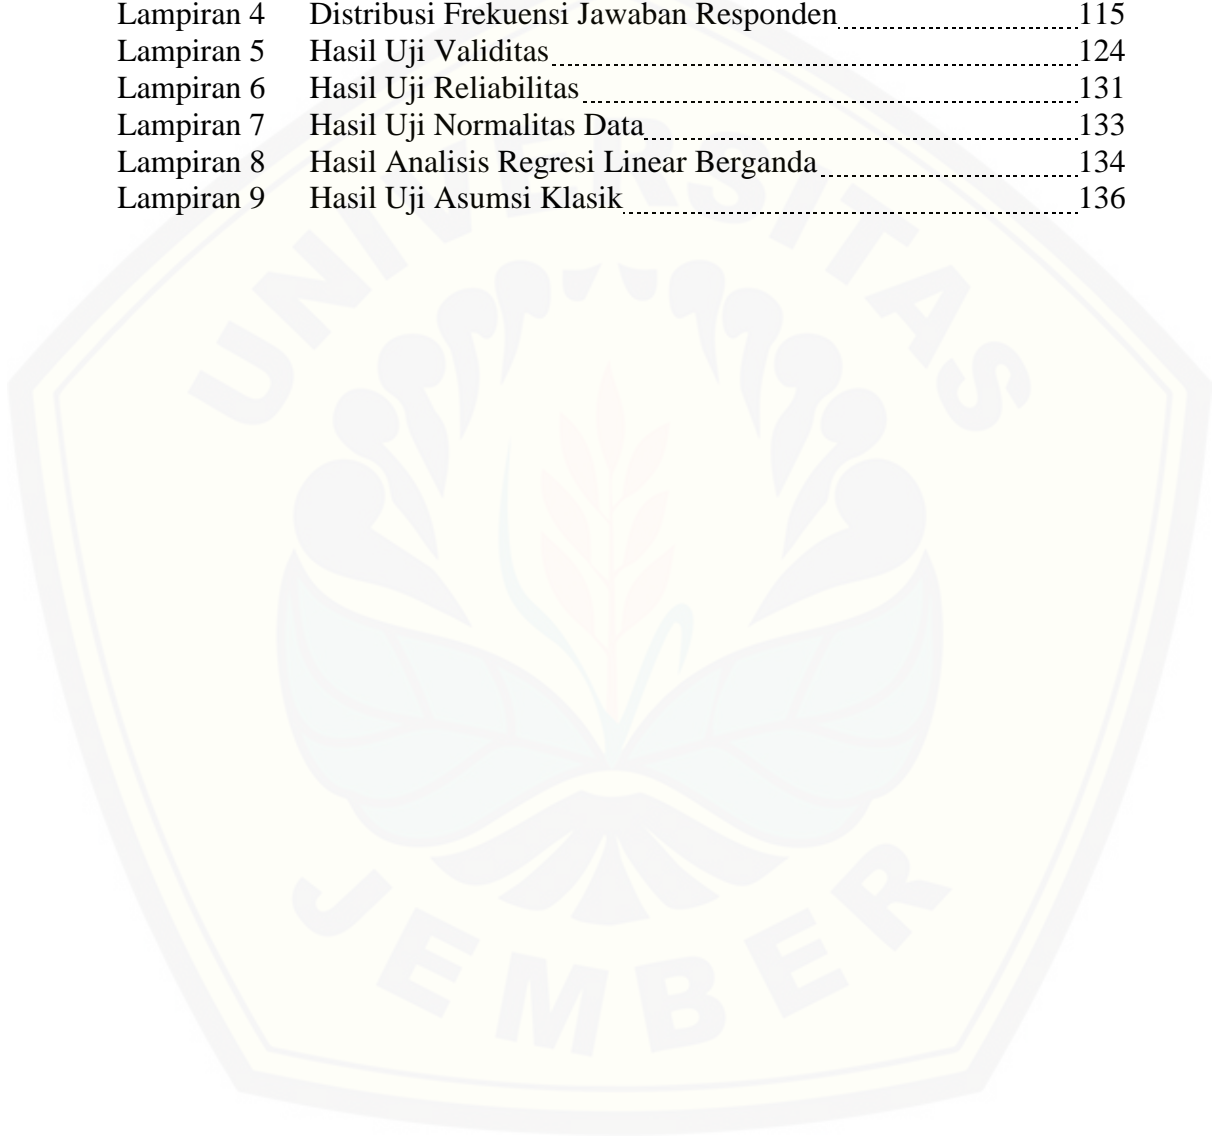 Lampiran 4 Distribusi Frekuensi Jawaban Responden 115
Lampiran 5 Hasil Uji Validitas 124
Lampiran 6 Hasil Uji Reliabilitas 131
Lampiran 7 Hasil Uji Normalitas Data 133
Lampiran 8 Hasil Analisis Regresi Linear Berganda 134
Lampiran 9 Hasil Uji Asumsi Klasik 136
UNIVERSITAS
JEMBER